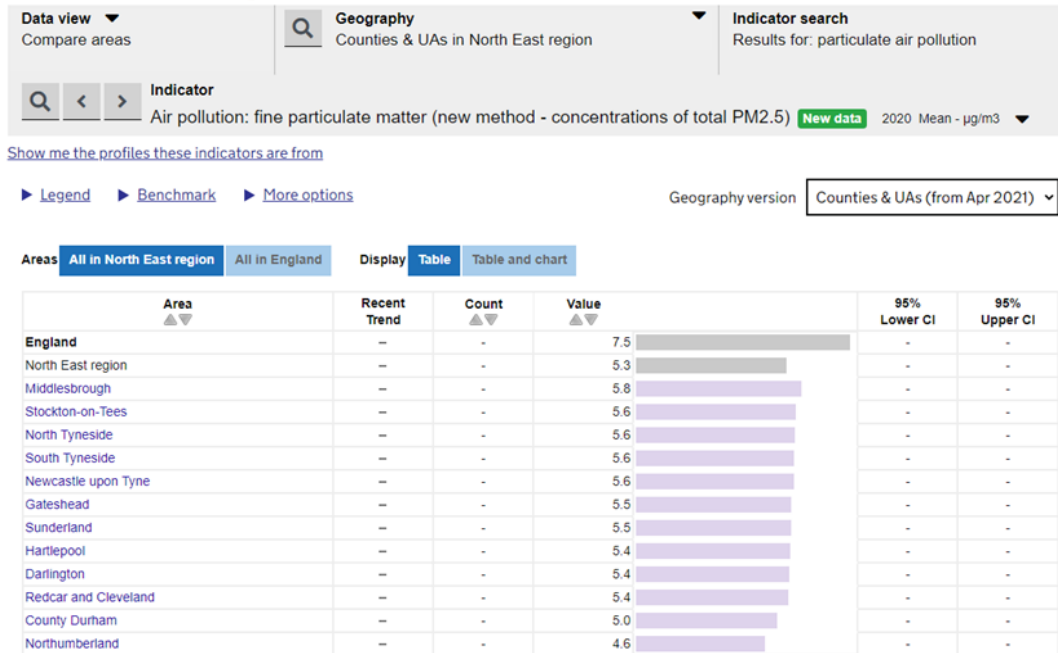 Data view
Compare areas
Geography
Counties & UAs in North East region
Indicator search
Results for: particulate air pollution
Indicator
Air pollution: fine particulate matter (new method - concentrations of total PM2.5) New data 2020 Mean - µg/m3
Show me the profiles these indicators are from
Legend Benchmark More options
Geography version Counties & UAs (from Apr 2021)
Areas All in North East region All in England Display Table Table and chart
Area Recent Trend Count Value 95% Lower CI 95% Upper CI
England – - 7.5 - -
North East region – - 5.3 - -
Middlesbrough – - 5.8 - -
Stockton-on-Tees – - 5.6 - -
North Tyneside – - 5.6 - -
South Tyneside – - 5.6 - -
Newcastle upon Tyne – - 5.6 - -
Gateshead – - 5.5 - -
Sunderland – - 5.5 - -
Hartlepool – - 5.4 - -
Darlington – - 5.4 - -
Redcar and Cleveland – - 5.4 - -
County Durham – - 5.0 - -
Northumberland – - 4.6 - -